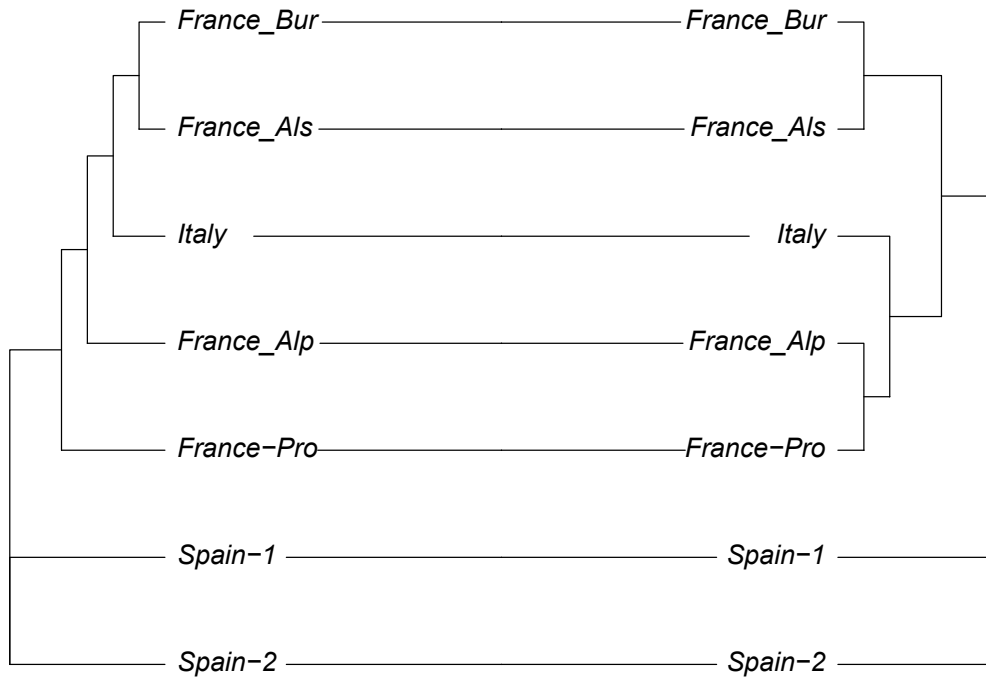 France_Bur France_Bur
France_Als France_Als
Italy Italy
France_Alp France_Alp
France−Pro France−Pro
Spain−1 Spain−1
Spain−2 Spain−2